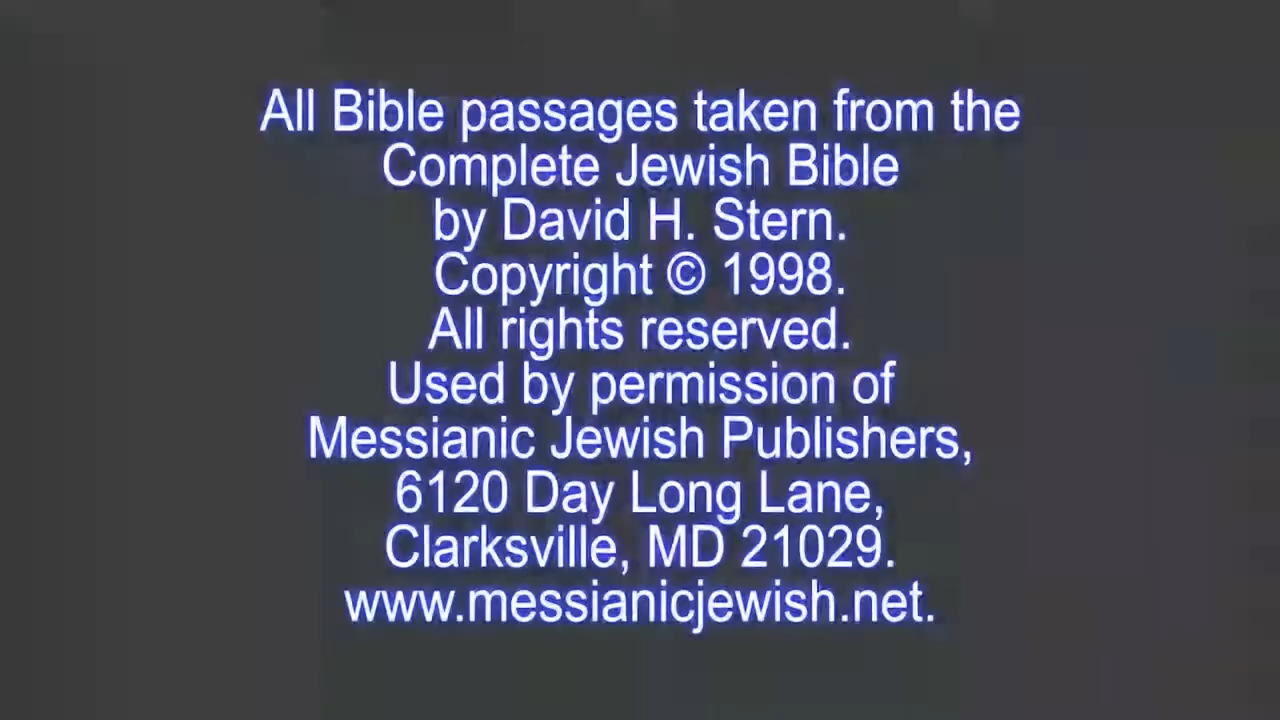 All Bible passages taken from the
Complete Jewish Bible
by David H. Stern.
Copyright © 1998.
All rights reserved.
Used by permission of
Messianic Jewish Publishers,
6120 Day Long Lane,
Clarksville, MD 21029.
www.messianicjewish.net.